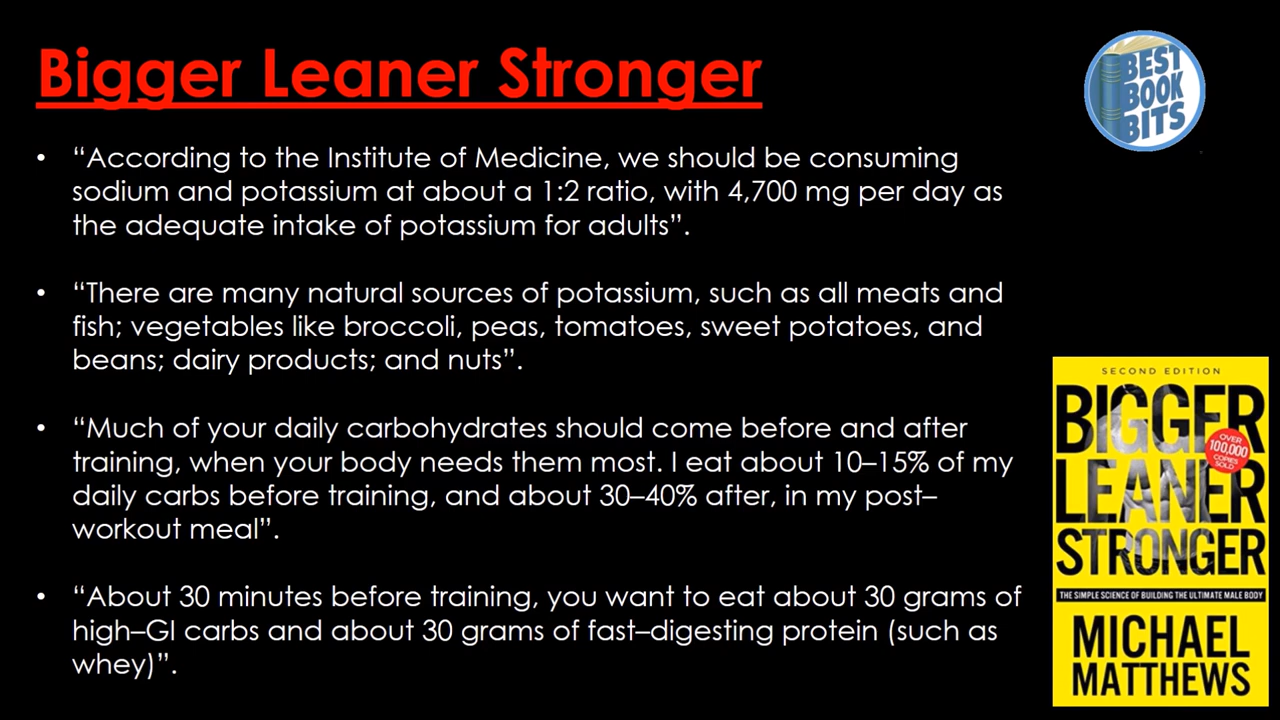 Bigger Leaner Stronger
BEST
BOOK
BITS
• “According to the Institute of Medicine, we should be consuming
sodium and potassium at about a 1:2 ratio, with 4,700 mg per day as
the adequate intake of potassium for adults”.
• “There are many natural sources of potassium, such as all meats and
fish; vegetables like broccoli, peas, tomatoes, sweet potatoes, and
beans; dairy products; and nuts”.
• “Much of your daily carbohydrates should come before and after
training, when your body needs them most. I eat about 10–15% of my
daily carbs before training, and about 30–40% after, in my post–
workout meal”.
• “About 30 minutes before training, you want to eat about 30 grams of
high–GI carbs and about 30 grams of fast–digesting protein (such as
whey)”.
SECOND EDITION
BIGGER
LEANER
STRONGER
OVER
100,000
COPIES
SOLD
THE SIMPLE SCIENCE OF BUILDING THE ULTIMATE MALE BODY
MICHAEL
MATTHEWS